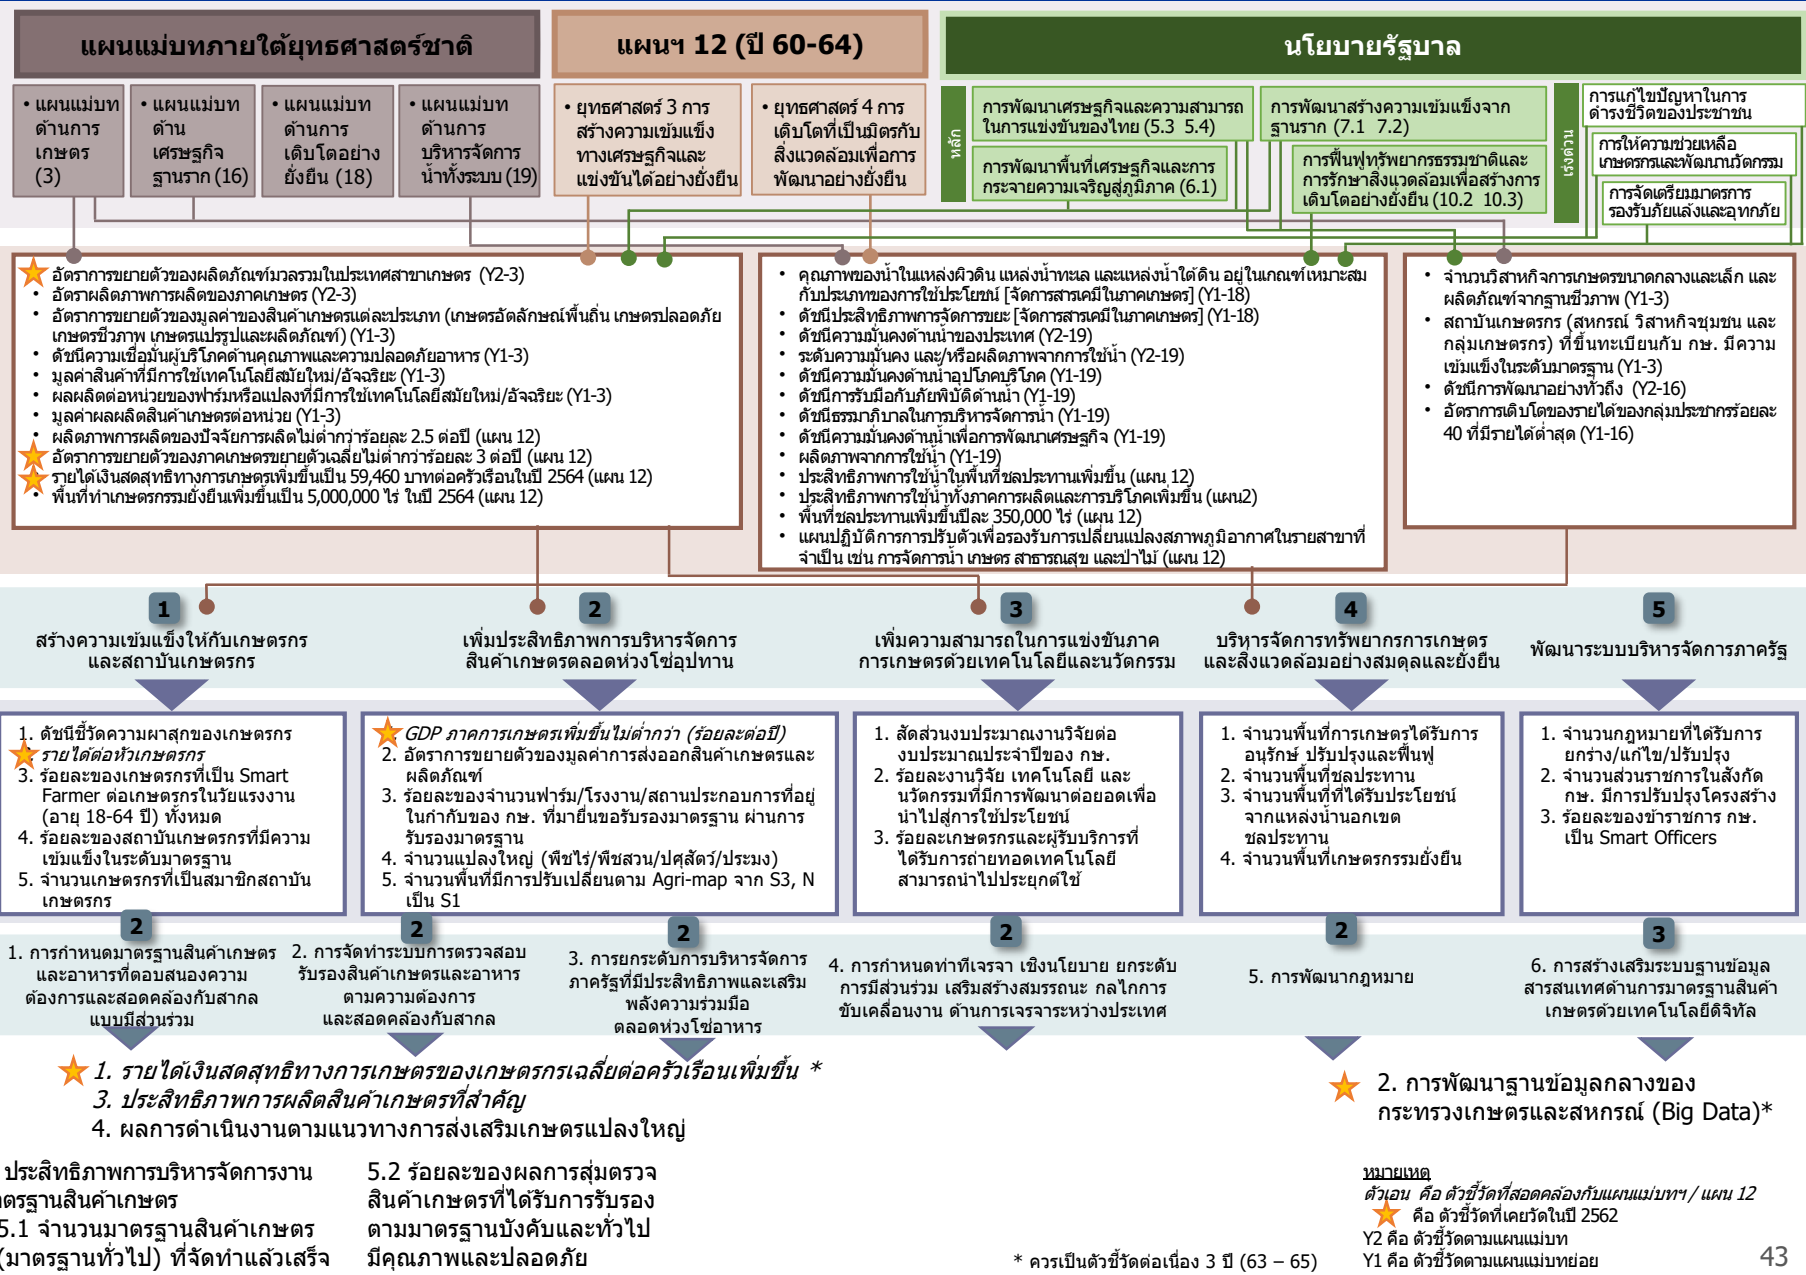 แผนแม่บทภายใต้ยุทธศาสตร์ชาติ
แผนฯ 12 (ปี 60-64)
นโยบายรัฐบาล
• แผนแม่บท
ด้านการ
เกษตร
(3)
• แผนแม่บท
ด้าน
เศรษฐกิจ
ฐานราก (16)
• แผนแม่บท
ด้านการ
เติบโตอย่าง
ยั่งยืน (18)
• แผนแม่บท
ด้านการ
บริหารจัดการ
น้ำทั้งระบบ (19)
• ยุทธศาสตร์ 3 การ
สร้างความเข้มแข็ง
ทางเศรษฐกิจและ
แข่งขันได้อย่างยั่งยืน
• ยุทธศาสตร์ 4 การ
เติบโตที่เป็นมิตรกับ
สิ่งแวดล้อมเพื่อการ
พัฒนาอย่างยั่งยืน
หลัก
การพัฒนาเศรษฐกิจและความสามารถ
ในการแข่งขันของไทย (5.3 5.4)
การพัฒนาพื้นที่เศรษฐกิจและการ
กระจายความเจริญสู่ภูมิภาค (6.1)
การพัฒนาสร้างความเข้มแข็งจาก
ฐานราก (7.1 7.2)
การฟื้นฟูทรัพยากรธรรมชาติและ
การรักษาสิ่งแวดล้อมเพื่อสร้างการ
เติบโตอย่างยั่งยืน (10.2 10.3)
เร่งด่วน
การแก้ไขปัญหาในการ
ดำรงชีวิตของประชาชน
การให้ความช่วยเหลือ
เกษตรกรและพัฒนานวัตกรรม
การจัดเตรียมมาตรการ
รองรับภัยแล้งและอุทกภัย
อัตราการขยายตัวของผลิตภัณฑ์มวลรวมในประเทศสาขาเกษตร (Y2-3)
• อัตราผลิตภาพการผลิตของภาคเกษตร (Y2-3)
• อัตราการขยายตัวของมูลค่าของสินค้าเกษตรแต่ละประเภท (เกษตรอัตลักษณ์พื้นถิ่น เกษตรปลอดภัย
เกษตรชีวภาพ เกษตรแปรรูปและผลิตภัณฑ์) (Y1-3)
• ดัชนีความเชื่อมั่นผู้บริโภคด้านคุณภาพและความปลอดภัยอาหาร (Y1-3)
• มูลค่าสินค้าที่มีการใช้เทคโนโลยีสมัยใหม่/อัจฉริยะ (Y1-3)
• ผลผลิตต่อหน่วยของฟาร์มหรือแปลงที่มีการใช้เทคโนโลยีสมัยใหม่/อัจฉริยะ (Y1-3)
• มูลค่าผลผลิตสินค้าเกษตรต่อหน่วย (Y1-3)
• ผลิตภาพการผลิตของปัจจัยการผลิตไม่ต่ำกว่าร้อยละ 2.5 ต่อปี (แผน 12)
อัตราการขยายตัวของภาคเกษตรขยายตัวเฉลี่ยไม่ต่ำกว่าร้อยละ 3 ต่อปี (แผน 12)
รายได้เงินสดสุทธิทางการเกษตรเพิ่มขึ้นเป็น 59,460 บาทต่อครัวเรือนในปี 2564 (แผน 12)
• พื้นที่ทำเกษตรกรรมยั่งยืนเพิ่มขึ้นเป็น 5,000,000 ไร่ ในปี 2564 (แผน 12)
• คุณภาพของน้ำในแหล่งผิวดิน แหล่งน้ำทะเล และแหล่งน้ำใต้ดิน อยู่ในเกณฑ์เหมาะสม
กับประเภทของการใช้ประโยชน์ [จัดการสารเคมีในภาคเกษตร] (Y1-18)
• ดัชนีประสิทธิภาพการจัดการขยะ [จัดการสารเคมีในภาคเกษตร] (Y1-18)
• ดัชนีความมั่นคงด้านน้ำของประเทศ (Y2-19)
• ระดับความมั่นคง และ/หรือผลิตภาพจากการใช้น้ำ (Y2-19)
• ดัชนีความมั่นคงด้านน้ำอุปโภคบริโภค (Y1-19)
• ดัชนีการรับมือกับภัยพิบัติด้านน้ำ (Y1-19)
• ดัชนีธรรมาภิบาลในการบริหารจัดการน้ำ (Y1-19)
• ดัชนีความมั่นคงด้านน้ำเพื่อการพัฒนาเศรษฐกิจ (Y1-19)
• ผลิตภาพจากการใช้น้ำ (Y1-19)
• ประสิทธิภาพการใช้น้ำในพื้นที่ชลประทานเพิ่มขึ้น (แผน 12)
• ประสิทธิภาพการใช้น้ำทั้งภาคการผลิตและการบริโภคเพิ่มขึ้น (แผน2)
• พื้นที่ชลประทานเพิ่มขึ้นปีละ 350,000 ไร่ (แผน 12)
• แผนปฏิบัติการการปรับตัวเพื่อรองรับการเปลี่ยนแปลงสภาพภูมิอากาศในรายสาขาที่
จำเป็น เช่น การจัดการน้ำ เกษตร สาธารณสุข และป่าไม้ (แผน 12)
• จำนวนวิสาหกิจการเกษตรขนาดกลางและเล็ก และ
ผลิตภัณฑ์จากฐานชีวภาพ (Y1-3)
• สถาบันเกษตรกร (สหกรณ์ วิสาหกิจชุมชน และ
กลุ่มเกษตรกร) ที่ขึ้นทะเบียนกับ กษ. มีความ
เข้มแข็งในระดับมาตรฐาน (Y1-3)
• ดัชนีการพัฒนาอย่างทั่วถึง (Y2-16)
• อัตราการเติบโตของรายได้ของกลุ่มประชากรร้อยละ
40 ที่มีรายได้ต่ำสุด (Y1-16)
1
สร้างความเข้มแข็งให้กับเกษตรกร
และสถาบันเกษตรกร
2
เพิ่มประสิทธิภาพการบริหารจัดการ
สินค้าเกษตรตลอดห่วงโซ่อุปทาน
3
เพิ่มความสามารถในการแข่งขันภาค
การเกษตรด้วยเทคโนโลยีและนวัตกรรม
4
บริหารจัดการทรัพยากรการเกษตร
และสิ่งแวดล้อมอย่างสมดุลและยั่งยืน
5
พัฒนาระบบบริหารจัดการภาครัฐ
1. ดัชนีชี้วัดความผาสุกของเกษตรกร
รายได้ต่อหัวเกษตรกร
3. ร้อยละของเกษตรกรที่เป็น Smart
Farmer ต่อเกษตรกรในวัยแรงงาน
(อายุ 18-64 ปี) ทั้งหมด
4. ร้อยละของสถาบันเกษตรกรที่มีความ
เข้มแข็งในระดับมาตรฐาน
5. จำนวนเกษตรกรที่เป็นสมาชิกสถาบัน
เกษตรกร
GDP ภาคการเกษตรเพิ่มขึ้นไม่ต่ำกว่า (ร้อยละต่อปี)
2. อัตราการขยายตัวของมูลค่าการส่งออกสินค้าเกษตรและ
ผลิตภัณฑ์
3. ร้อยละของจำนวนฟาร์ม/โรงงาน/สถานประกอบการที่อยู่
ในกำกับของ กษ. ที่มายื่นขอรับรองมาตรฐาน ผ่านการ
รับรองมาตรฐาน
4. จำนวนแปลงใหญ่ (พืชไร่/พืชสวน/ปศุสัตว์/ประมง)
5. จำนวนพื้นที่มีการปรับเปลี่ยนตาม Agri-map จาก S3, N
เป็น S1
1. สัดส่วนงบประมาณงานวิจัยต่อ
งบประมาณประจำปีของ กษ.
2. ร้อยละงานวิจัย เทคโนโลยี และ
นวัตกรรมที่มีการพัฒนาต่อยอดเพื่อ
นำไปสู่การใช้ประโยชน์
3. ร้อยละเกษตรกรและผู้รับบริการที่
ได้รับการถ่ายทอดเทคโนโลยี
สามารถนำไปประยุกต์ใช้
1. จำนวนพื้นที่การเกษตรได้รับการ
อนุรักษ์ ปรับปรุงและฟื้นฟู
2. จำนวนพื้นที่ชลประทาน
3. จำนวนพื้นที่ที่ได้รับประโยชน์
จากแหล่งน้ำนอกเขต
ชลประทาน
4. จำนวนพื้นที่เกษตรกรรมยั่งยืน
1. จำนวนกฎหมายที่ได้รับการ
ยกร่าง/แก้ไข/ปรับปรุง
2. จำนวนส่วนราชการในสังกัด
กษ. มีการปรับปรุงโครงสร้าง
3. ร้อยละของข้าราชการ กษ.
เป็น Smart Officers
2
1. การกำหนดมาตรฐานสินค้าเกษตร
และอาหารที่ตอบสนองความ
ต้องการและสอดคล้องกับสากล
แบบมีส่วนร่วม
2
2. การจัดทำระบบการตรวจสอบ
รับรองสินค้าเกษตรและอาหาร
ตามความต้องการ
และสอดคล้องกับสากล
2
3. การยกระดับการบริหารจัดการ
ภาครัฐที่มีประสิทธิภาพและเสริม
พลังความร่วมมือ
ตลอดห่วงโซ่อาหาร
2
4. การกำหนดท่าทีเจรจา เชิงนโยบาย ยกระดับ
การมีส่วนร่วม เสริมสร้างสมรรถนะ กลไกการ
ขับเคลื่อนงาน ด้านการเจรจาระหว่างประเทศ
2
5. การพัฒนากฎหมาย
3
6. การสร้างเสริมระบบฐานข้อมูล
สารสนเทศด้านการมาตรฐานสินค้า
เกษตรด้วยเทคโนโลยีดิจิทัล
1. รายได้เงินสดสุทธิทางการเกษตรของเกษตรกรเฉลี่ยต่อครัวเรือนเพิ่มขึ้น *
3. ประสิทธิภาพการผลิตสินค้าเกษตรที่สำคัญ
4. ผลการดำเนินงานตามแนวทางการส่งเสริมเกษตรแปลงใหญ่
2. การพัฒนาฐานข้อมูลกลางของ
กระทรวงเกษตรและสหกรณ์ (Big Data)*
ประสิทธิภาพการบริหารจัดการงาน
ตรฐานสินค้าเกษตร
5.1 จำนวนมาตรฐานสินค้าเกษตร
(มาตรฐานทั่วไป) ที่จัดทำแล้วเสร็จ
5.2 ร้อยละของผลการสุ่มตรวจ
สินค้าเกษตรที่ได้รับการรับรอง
ตามมาตรฐานบังคับและทั่วไป
มีคุณภาพและปลอดภัย
* ควรเป็นตัวชี้วัดต่อเนื่อง 3 ปี (63 – 65)
หมายเหตุ
ตัวเอน คือ ตัวชี้วัดที่สอดคล้องกับแผนแม่บทฯ / แผน 12
คือ ตัวชี้วัดที่เคยวัดในปี 2562
Y2 คือ ตัวชี้วัดตามแผนแม่บท
Y1 คือ ตัวชี้วัดตามแผนแม่บทย่อย
43